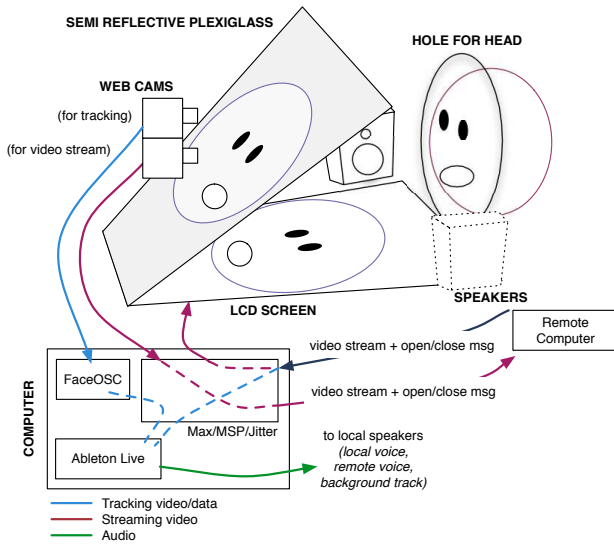 SEMI REFLECTIVE PLEXIGLASS
HOLE FOR HEAD
WEB CAMS
(for tracking)
(for video stream)
LCD SCREEN
SPEAKERS
video stream + open/close msg
Remote
Computer
COMPUTER
FaceOSC
video stream + open/close msg
Max/MSP/Jitter
Ableton Live
to local speakers
(local voice,
remote voice,
background track)
Tracking video/data
Streaming video
Audio